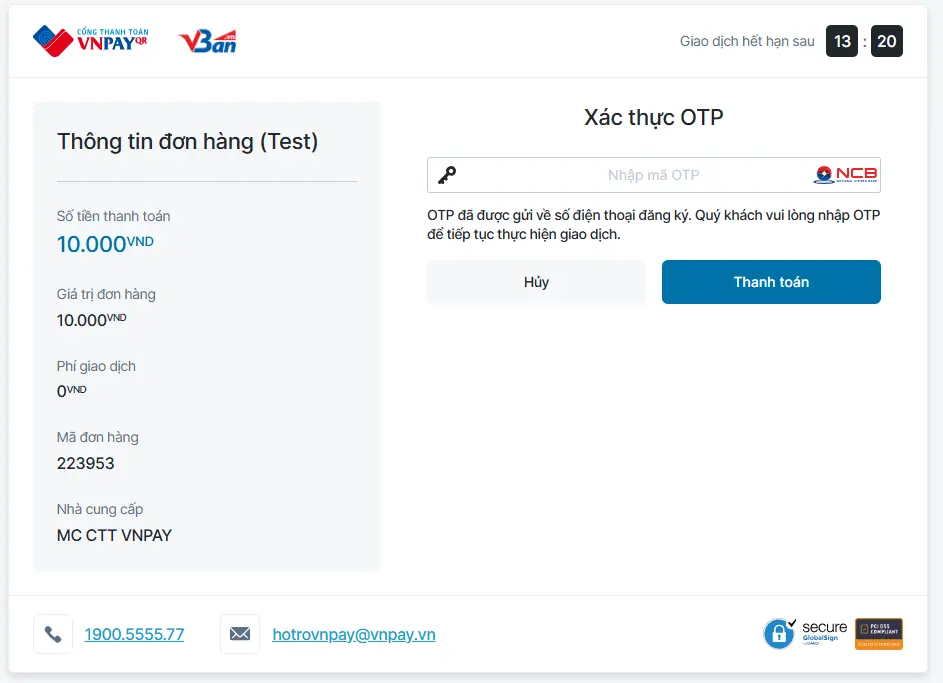 CỔNG THANH TOÁN
VNPAYQR
VBan.vn
Giao dịch hết hạn sau 13 : 20
Thông tin đơn hàng (Test)
Số tiền thanh toán
10.000VND
Giá trị đơn hàng
10.000VND
Phí giao dịch
0VND
Mã đơn hàng
223953
Nhà cung cấp
MC CTT VNPAY
Xác thực OTP
Nhập mã OTP
NCB
OTP đã được gửi về số điện thoại đăng ký. Quý khách vui lòng nhập OTP
để tiếp tục thực hiện giao dịch.
Hủy
Thanh toán
1900.5555.77
hotrovnpay@vnpay.vn
secure
GlobalSign
PCI DSS
COMPLIANT